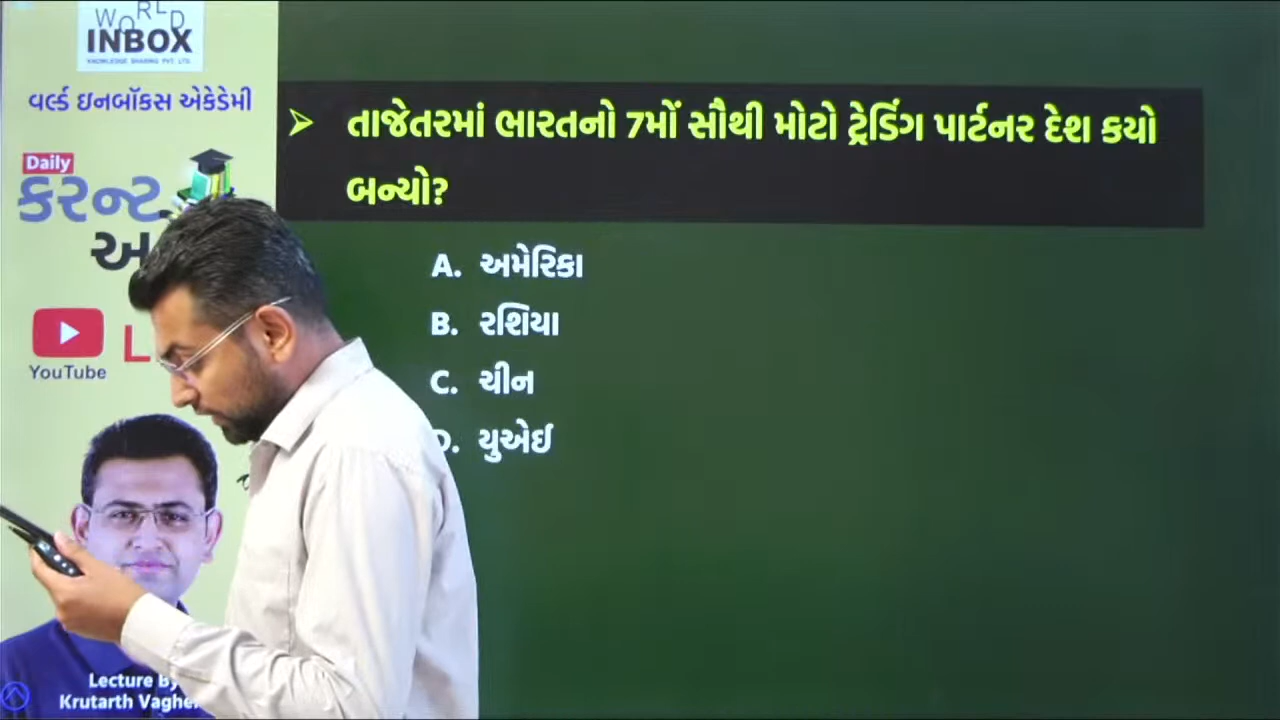 WORLD
INBOX
KNOWLEDGE SHARING PVT. LTD.
વર્લ્ડ ઇનબૉકસ એકેડેમી
Daily
કરન્ટ
YouTube
તાજેતરમાં ભારતનો 7મોં સૌથી મોટો ટ્રેડિંગ પાર્ટનર દેશ કયો
બન્યો?
A. અમેરિકા
B. રશિયા
C. ચીન
D. યુએઈ
Lecture By
Krutarth